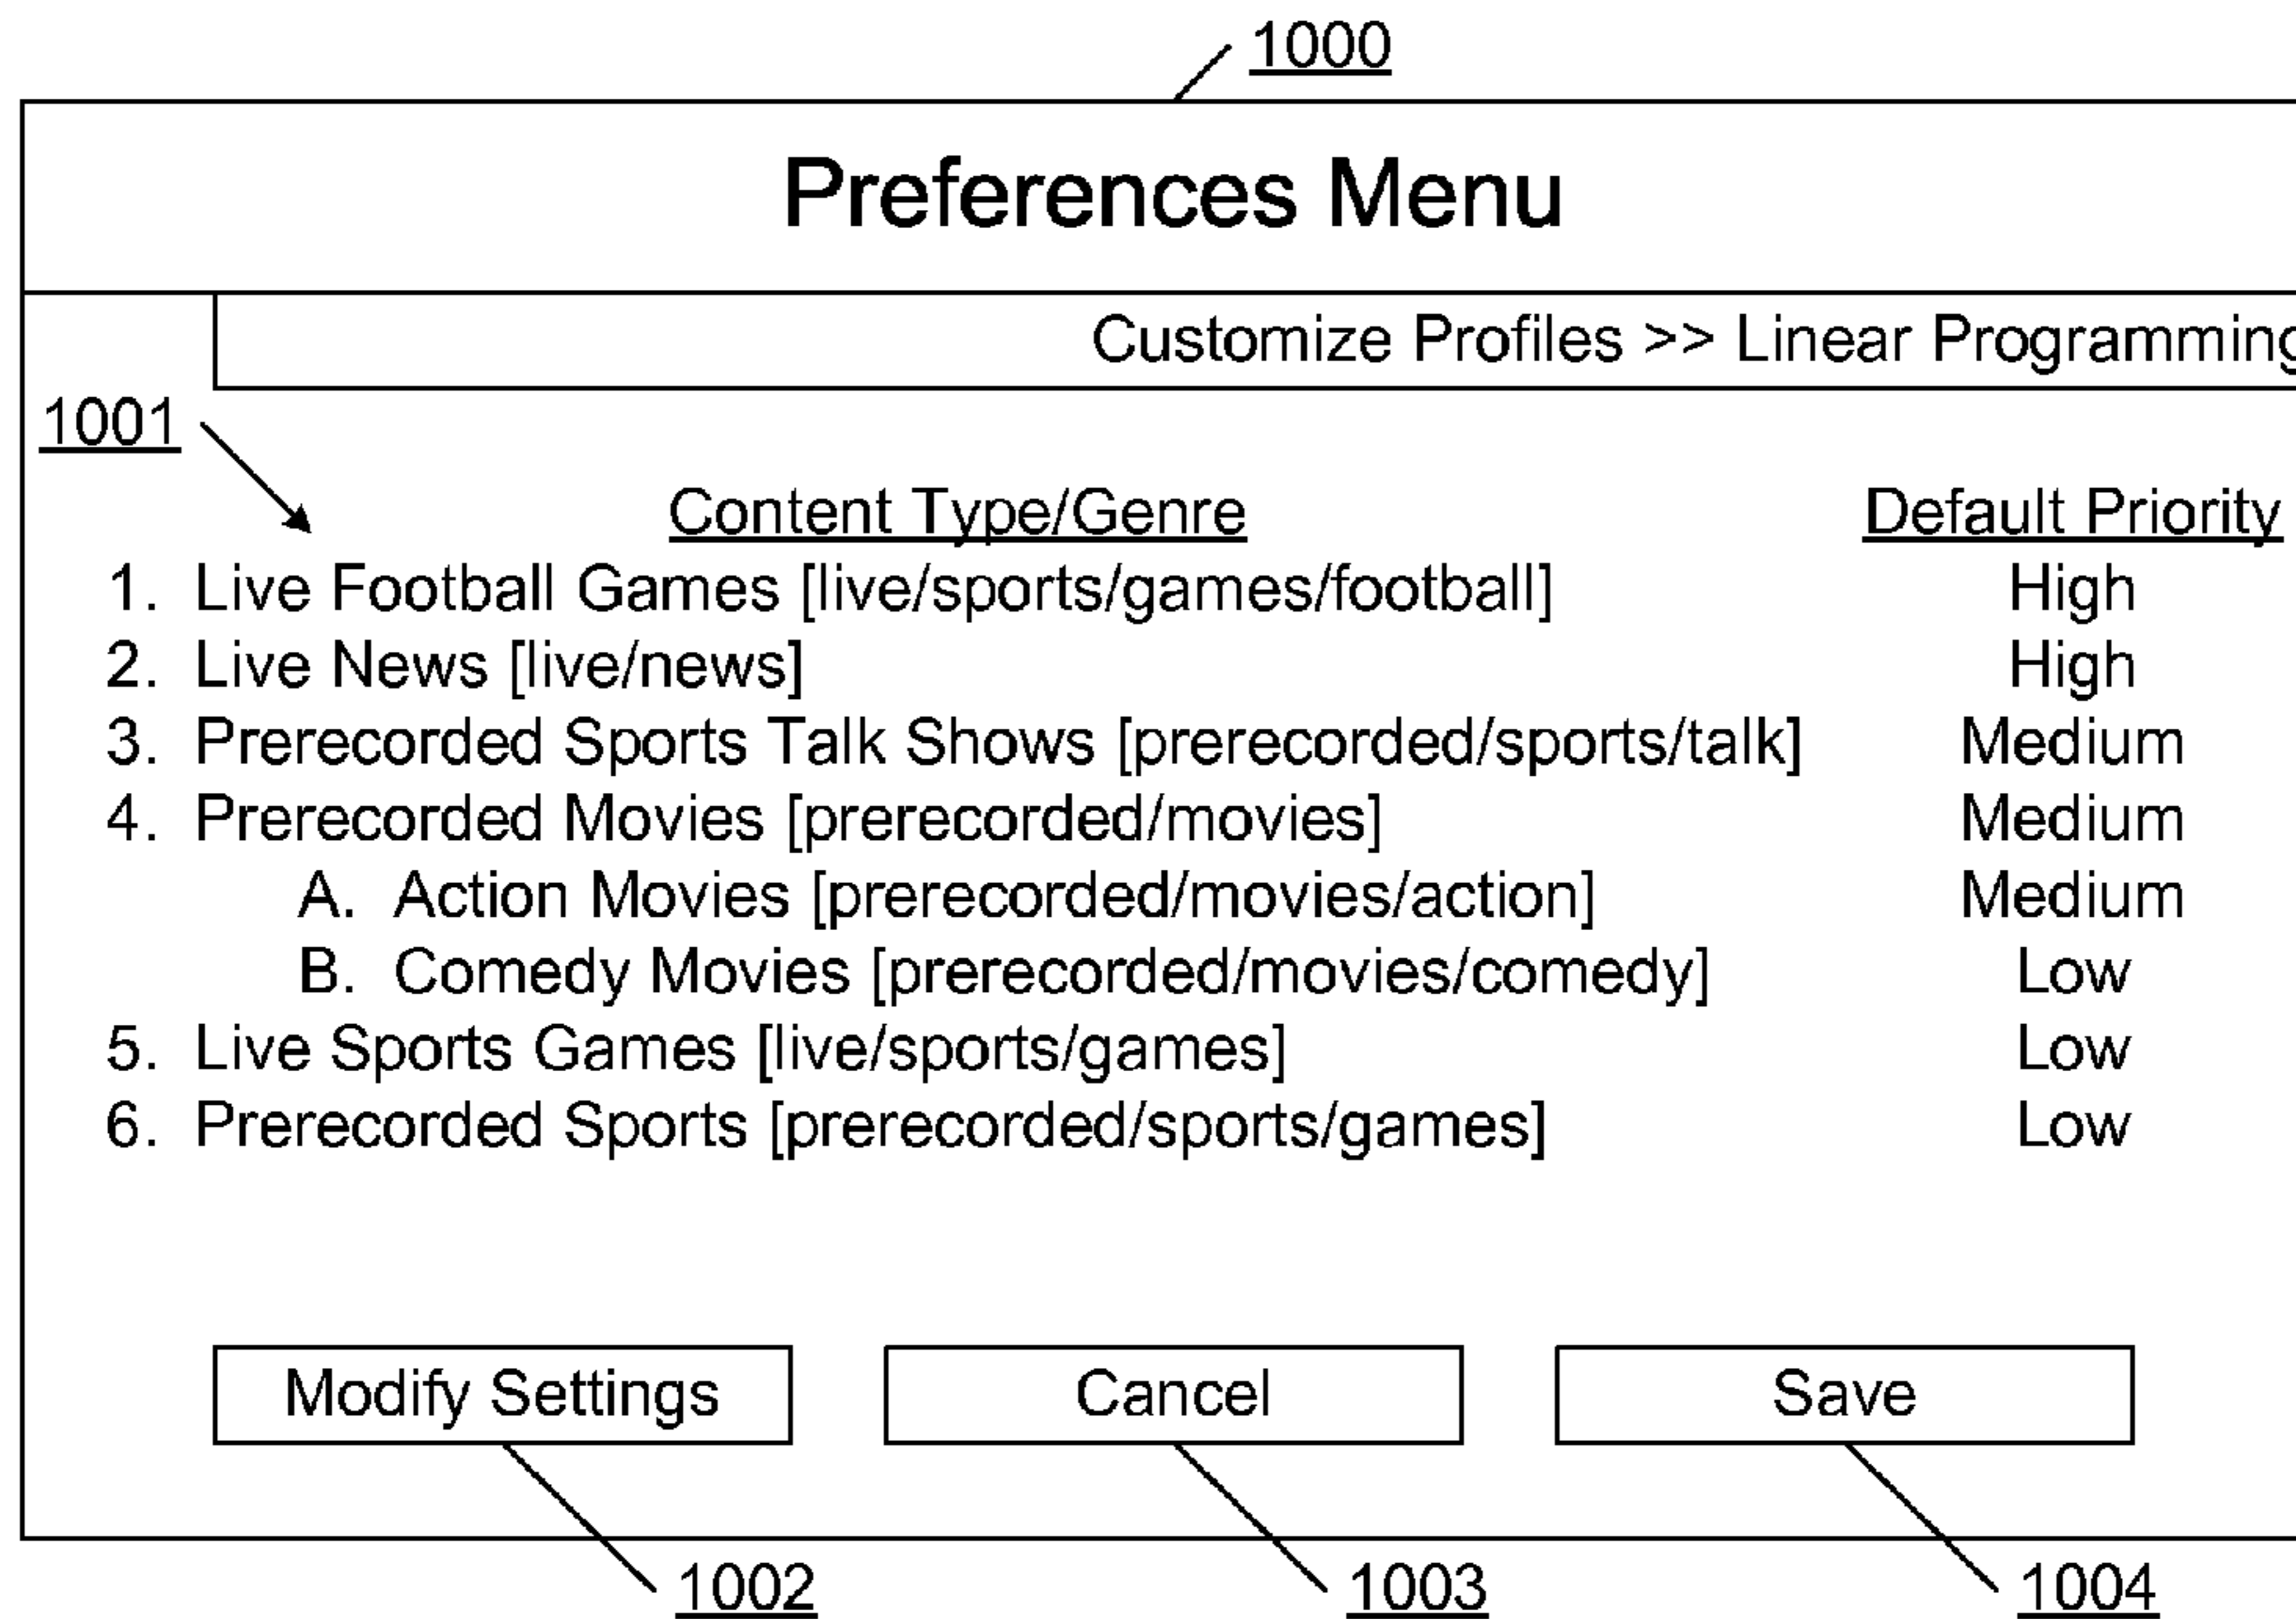 1000
Preferences Menu
Customize Profiles >> Linear Programming
1001
Content Type/Genre Default Priority
1. Live Football Games [live/sports/games/football] High
2. Live News [live/news] High
3. Prerecorded Sports Talk Shows [prerecorded/sports/talk] Medium
4. Prerecorded Movies [prerecorded/movies] Medium
A. Action Movies [prerecorded/movies/action] Medium
B. Comedy Movies [prerecorded/movies/comedy] Low
5. Live Sports Games [live/sports/games] Low
6. Prerecorded Sports [prerecorded/sports/games] Low
Modify Settings Cancel Save
1002 1003 1004